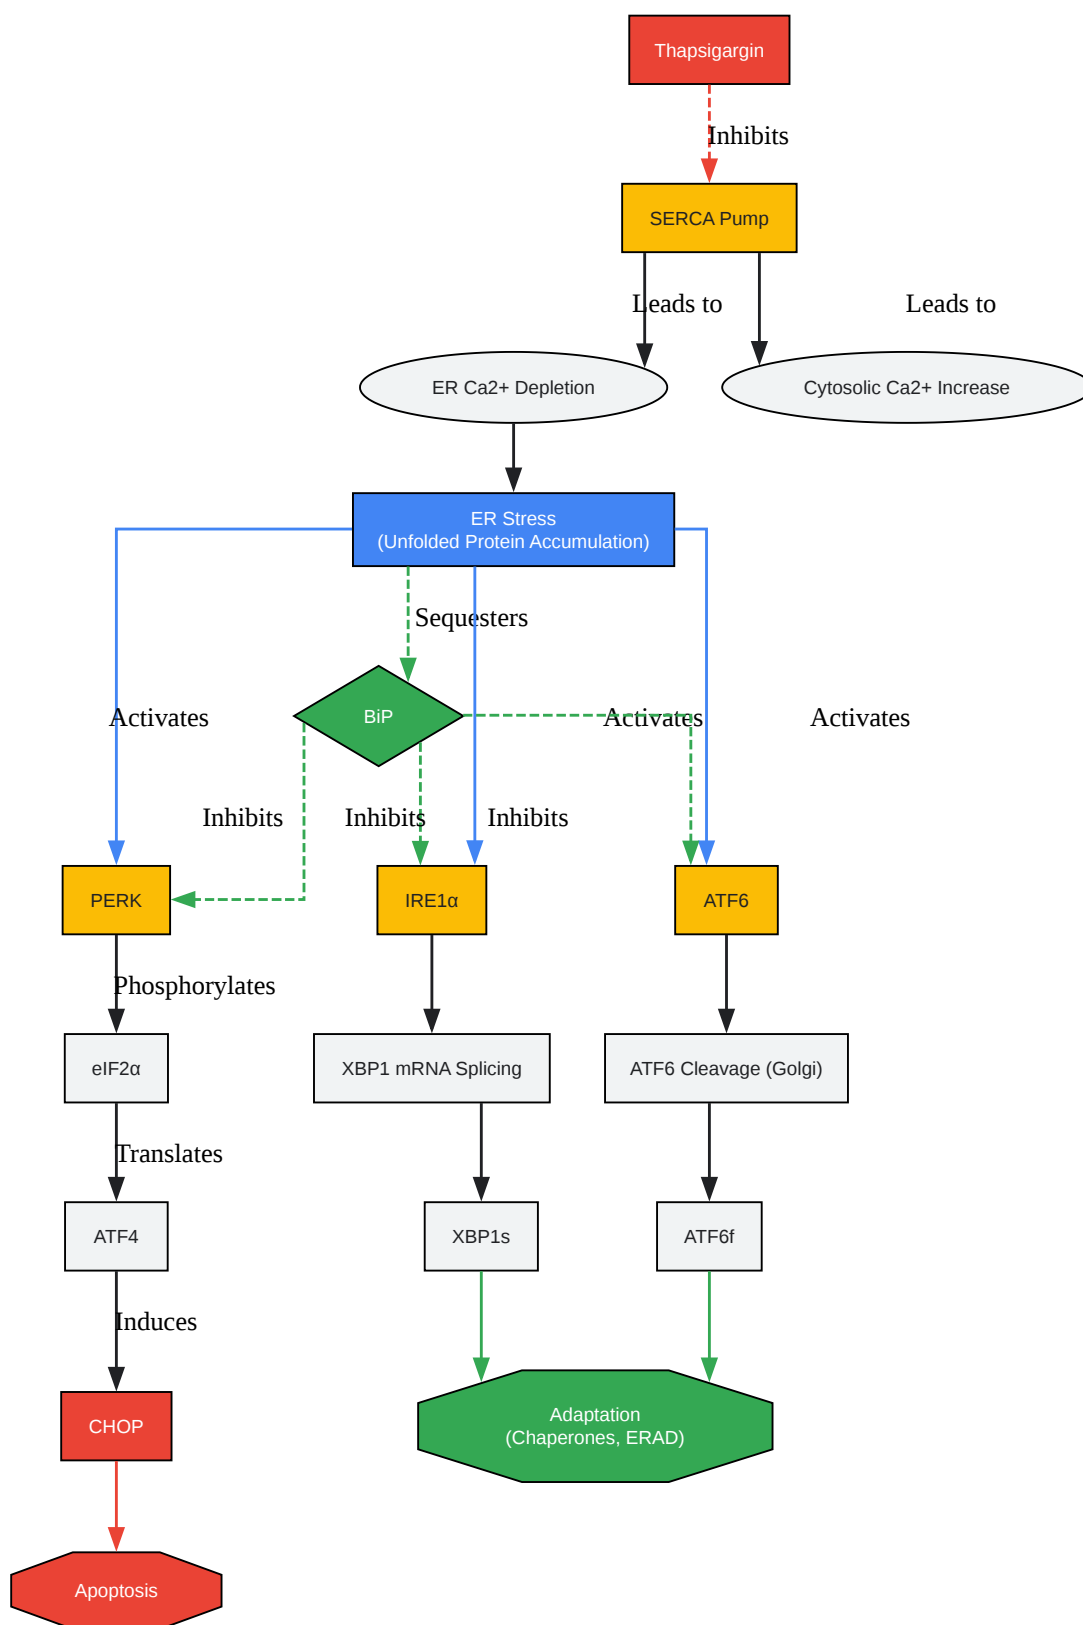 Thapsigargin
Inhibits
SERCA Pump
Leads to
Leads to
ER Ca2+ Depletion
Cytosolic Ca2+ Increase
ER Stress
(Unfolded Protein Accumulation)
Sequesters
BiP
Activates
Activates
Activates
Inhibits
Inhibits
Inhibits
PERK
IRE1α
ATF6
Phosphorylates
eIF2α
XBP1 mRNA Splicing
ATF6 Cleavage (Golgi)
Translates
ATF4
XBP1s
ATF6f
Induces
CHOP
Adaptation
(Chaperones, ERAD)
Apoptosis